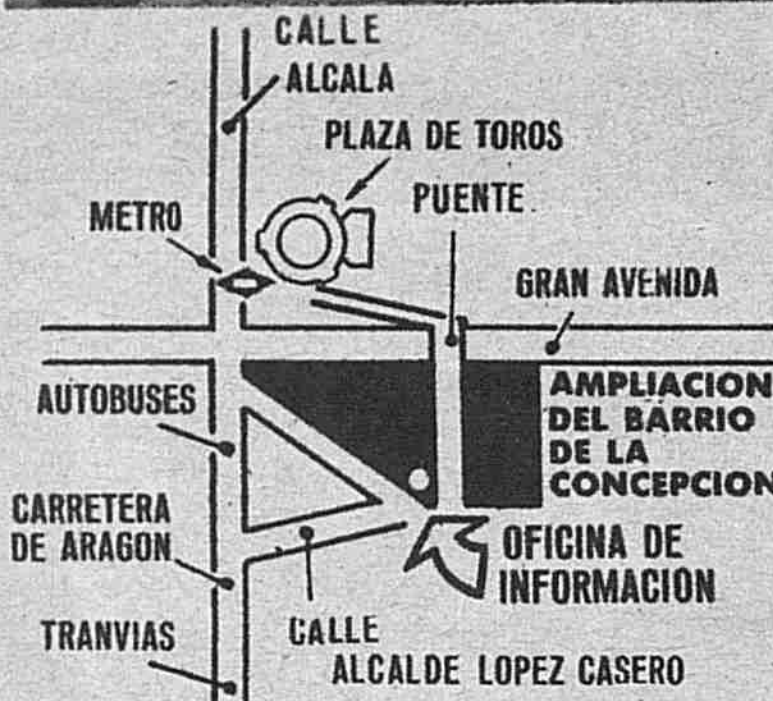 CALLE
ALCALA
PLAZA DE TOROS
METRO
PUENTE
GRAN AVENIDA
AUTOBUSES
AMPLIACION
DEL BARRIO
DE LA
CONCEPCION
CARRETERA
DE ARAGON
OFICINA DE
INFORMACION
TRANVIAS
CALLE
ALCALDE LOPEZ CASERO